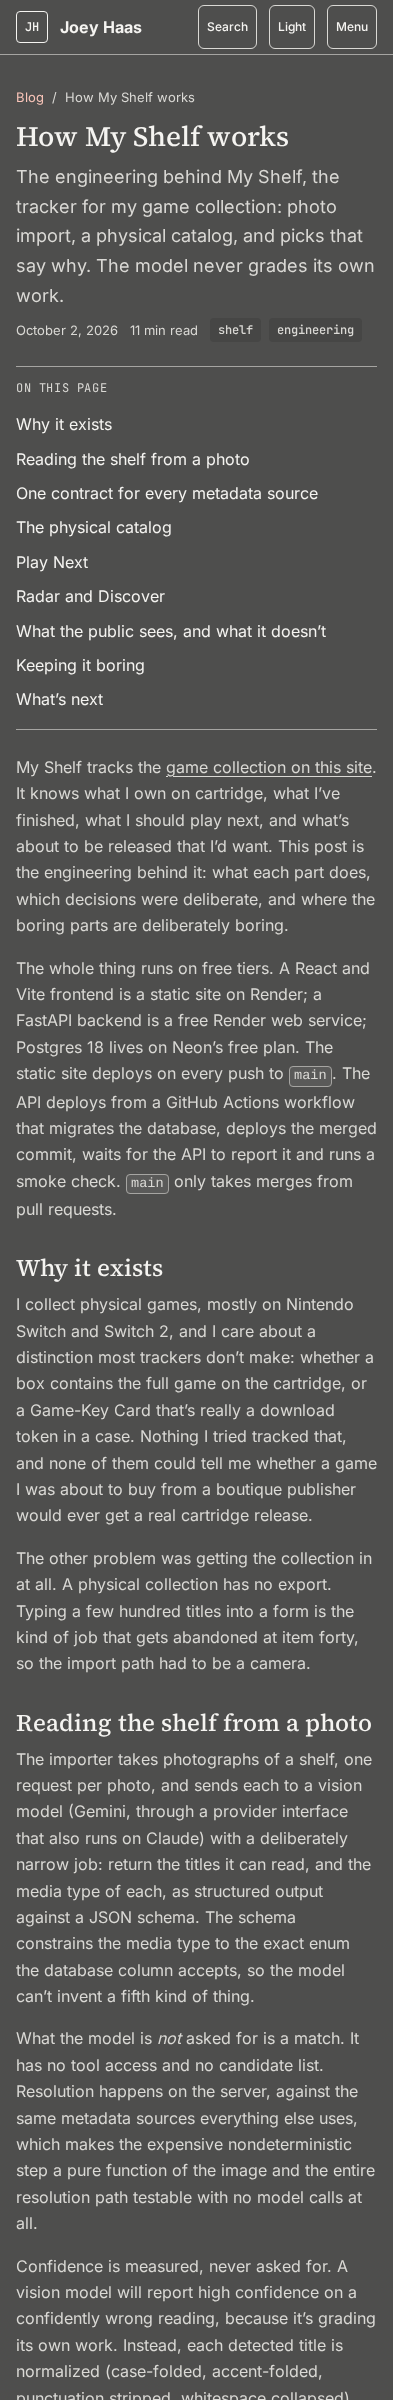 JH Joey Haas Search Light Menu
Blog / How My Shelf works
How My Shelf works
The engineering behind My Shelf, the
tracker for my game collection: photo
import, a physical catalog, and picks that
say why. The model never grades its own
work.
October 2, 2026 11 min read shelf engineering
ON THIS PAGE
Why it exists
Reading the shelf from a photo
One contract for every metadata source
The physical catalog
Play Next
Radar and Discover
What the public sees, and what it doesn’t
Keeping it boring
What’s next
My Shelf tracks the game collection on this site.
It knows what I own on cartridge, what I’ve
finished, what I should play next, and what’s
about to be released that I’d want. This post is
the engineering behind it: what each part does,
which decisions were deliberate, and where the
boring parts are deliberately boring.
The whole thing runs on free tiers. A React and
Vite frontend is a static site on Render; a
FastAPI backend is a free Render web service;
Postgres 18 lives on Neon’s free plan. The
static site deploys on every push to main. The
API deploys from a GitHub Actions workflow
that migrates the database, deploys the merged
commit, waits for the API to report it and runs a
smoke check. main only takes merges from
pull requests.
Why it exists
I collect physical games, mostly on Nintendo
Switch and Switch 2, and I care about a
distinction most trackers don’t make: whether a
box contains the full game on the cartridge, or
a Game-Key Card that’s really a download
token in a case. Nothing I tried tracked that,
and none of them could tell me whether a game
I was about to buy from a boutique publisher
would ever get a real cartridge release.
The other problem was getting the collection in
at all. A physical collection has no export.
Typing a few hundred titles into a form is the
kind of job that gets abandoned at item forty,
so the import path had to be a camera.
Reading the shelf from a photo
The importer takes photographs of a shelf, one
request per photo, and sends each to a vision
model (Gemini, through a provider interface
that also runs on Claude) with a deliberately
narrow job: return the titles it can read, and the
media type of each, as structured output
against a JSON schema. The schema
constrains the media type to the exact enum
the database column accepts, so the model
can’t invent a fifth kind of thing.
What the model is not asked for is a match. It
has no tool access and no candidate list.
Resolution happens on the server, against the
same metadata sources everything else uses,
which makes the expensive nondeterministic
step a pure function of the image and the entire
resolution path testable with no model calls at
all.
Confidence is measured, never asked for. A
vision model will report high confidence on a
confidently wrong reading, because it’s grading
its own work. Instead, each detected title is
normalized (case-folded, accent-folded,
punctuation stripped, whitespace collapsed)